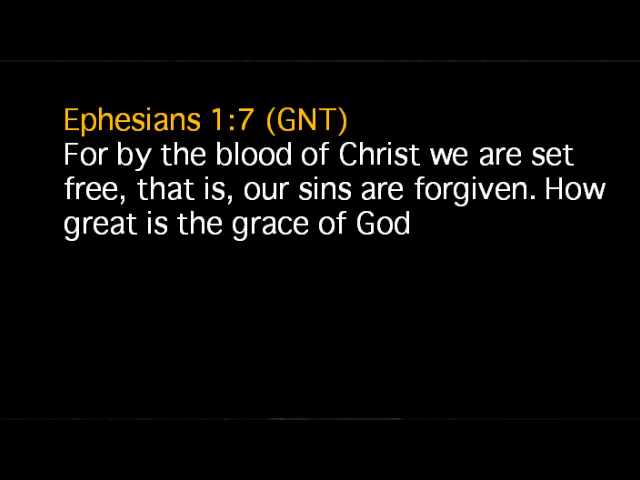 Ephesians 1:7 (GNT)
For by the blood of Christ we are set
free, that is, our sins are forgiven. How
great is the grace of God